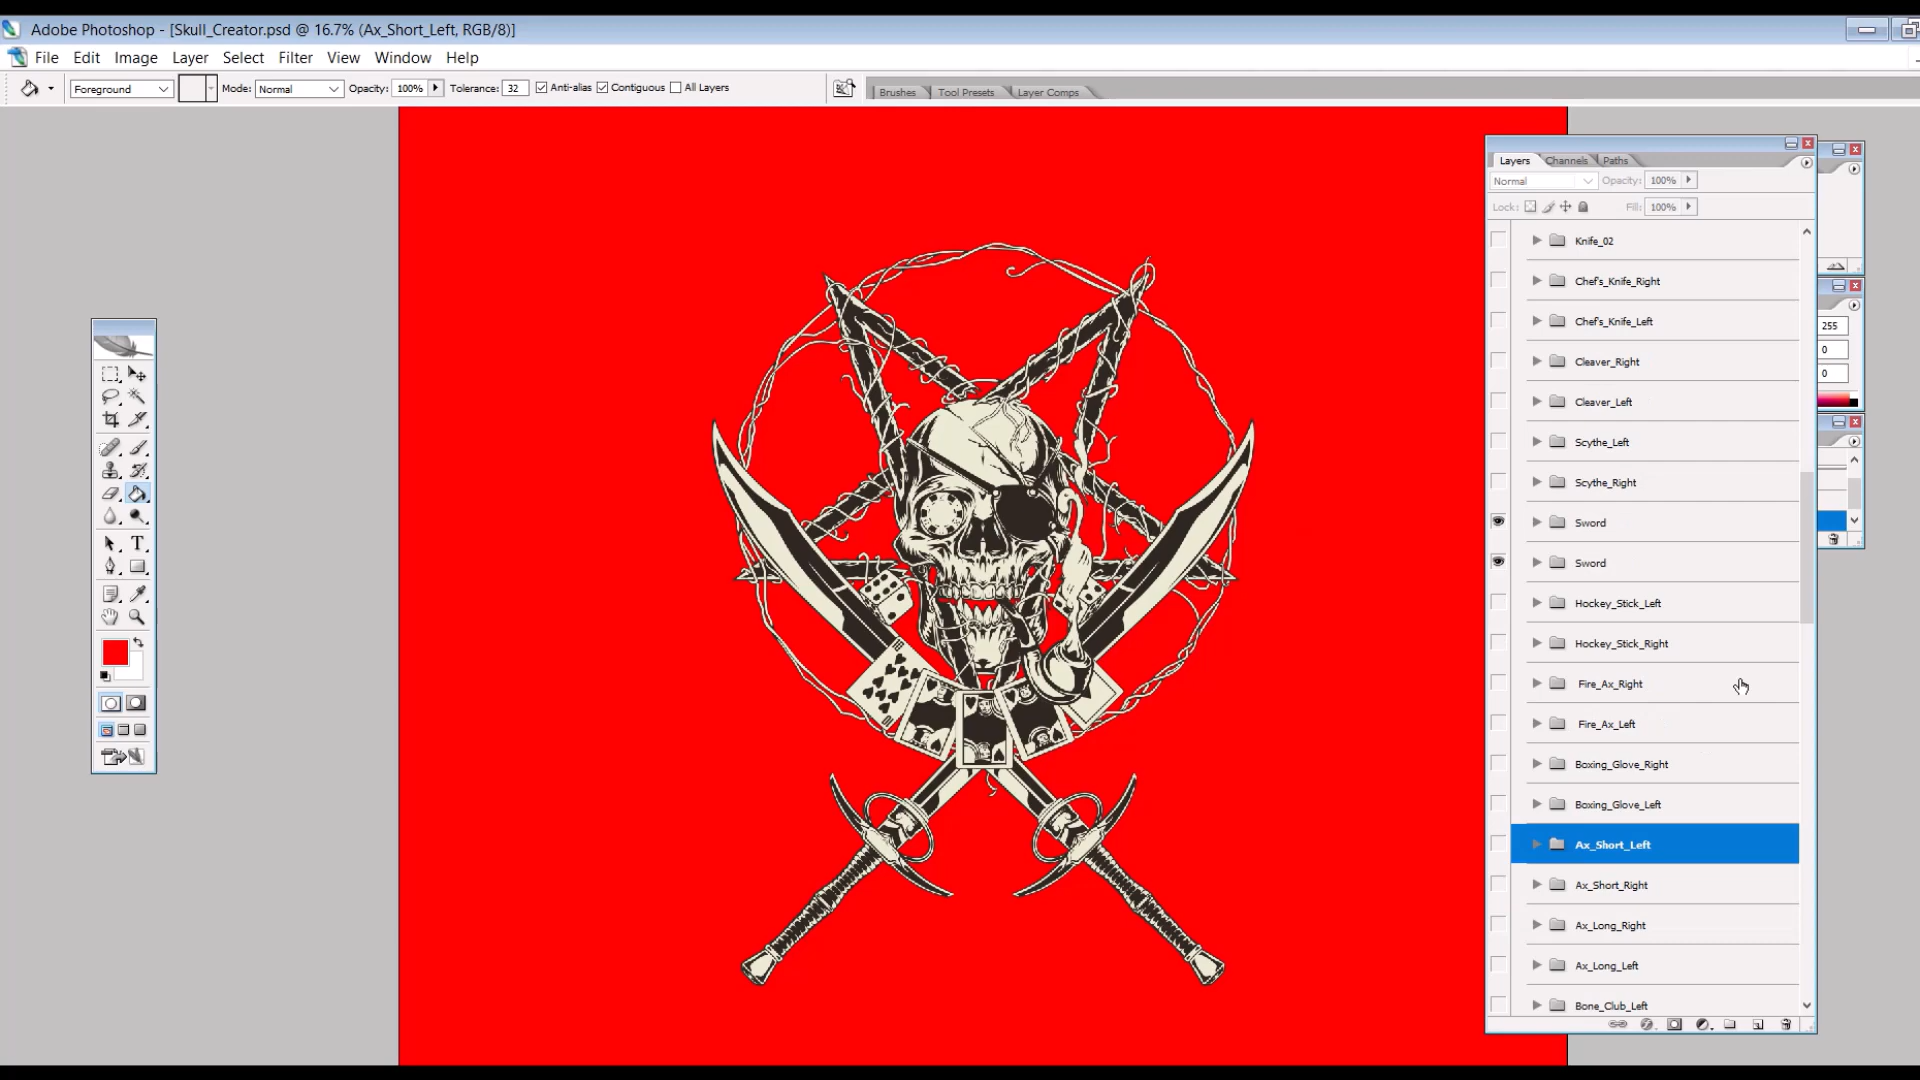 Adobe Photoshop - [Skull_Creator.psd @ 16.7% (Ax_Short_Left, RGB/8)]
File Edit Image Layer Select Filter View Window Help
Foreground Mode: Normal Opacity: 100% Tolerance: 32 Anti-alias Contiguous All Layers
Brushes Tool Presets Layer Comps
Layers Channels Paths
Normal Opacity: 100%
Lock: Fill: 100%
Knife_02
Chef's_Knife_Right
Chef's_Knife_Left
Cleaver_Right
Cleaver_Left
Scythe_Left
Scythe_Right
Sword
Sword
Hockey_Stick_Left
Hockey_Stick_Right
Fire_Ax_Right
Fire_Ax_Left
Boxing_Glove_Right
Boxing_Glove_Left
Ax_Short_Left
Ax_Short_Right
Ax_Long_Right
Ax_Long_Left
Bone_Club_Left
255
0
0